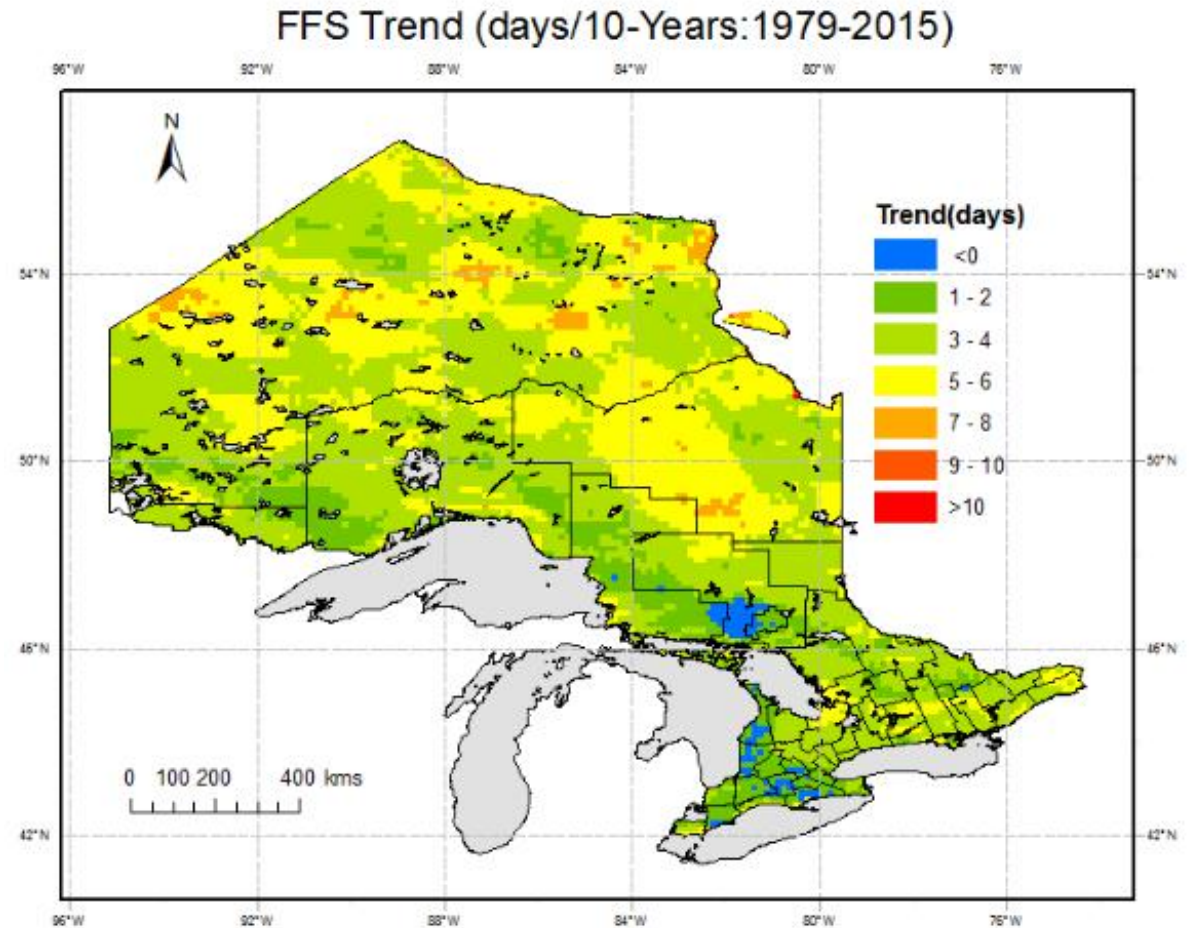 FFS Trend (days/10-Years:1979-2015)
96°W 92°W 88°W 84°W 80°W 76°W
N
Trend(days)
<0
1 - 2
3 - 4
5 - 6
7 - 8
9 - 10
>10
54°N 54°N
50°N 50°N
46°N 46°N
0 100 200 400 kms
42°N 42°N
96°W 92°W 88°W 84°W 80°W 76°W